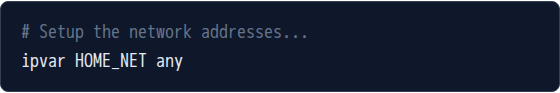 # Setup the network addresses...
ipvar HOME_NET any